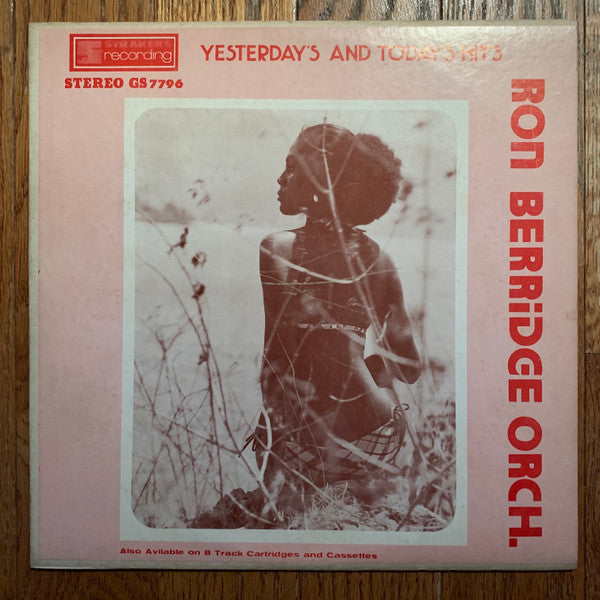 STRAKERS
recording
STEREO GS 7796
YESTERDAY'S AND TODAY'S HITS
RON BERRIDGE ORCH.
Also Avilable on 8 Track Cartridges and Cassettes